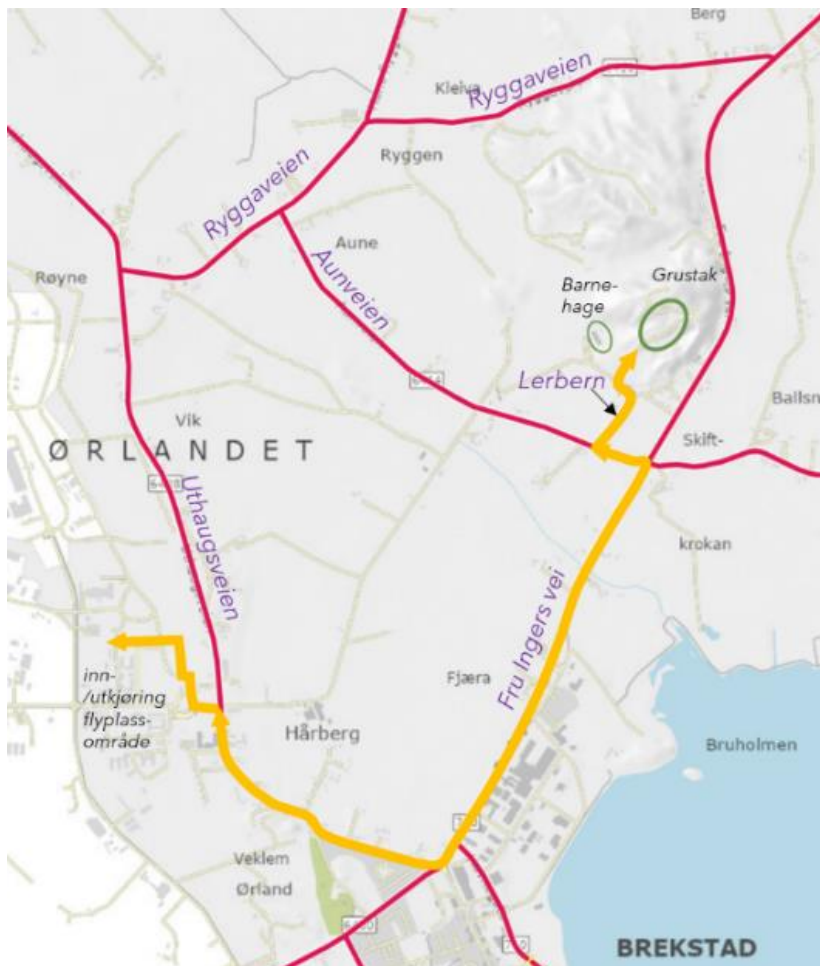 Berg
Kleiva
Ryggaveien
Ryggen
Ryggaveien
Aune
Røyne
Aunveien
Barne-
hage
Grustak
Lerbern
Ballsn
Vik
ØRLANDET
Skift-
Uthaugsveien
krokan
Fru Ingers vei
Fjæra
inn-
/utkjøring
flyplass-
område
Hårberg
Bruholmen
Veklem
Ørland
BREKSTAD